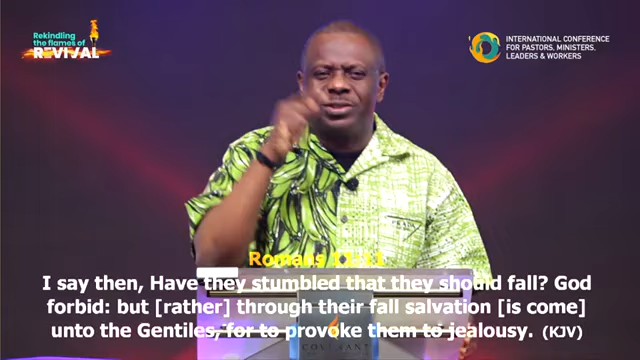 Rekindling
the flames of
REVIVAL
INTERNATIONAL CONFERENCE
FOR PASTORS, MINISTERS,
LEADERS & WORKERS
Romans 11:11
I say then, Have they stumbled that they should fall? God
forbid: but [rather] through their fall salvation [is come]
unto the Gentiles, for to provoke them to jealousy. (KJV)
COVENANT